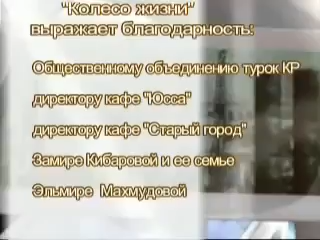 "Колесо жизни"
выражает благодарность:
Общественному объединению турок КР
директору кафе "Юсса"
директору кафе "Старый город"
Замире Кибаровой и ее семье
Эльмире Махмудовой